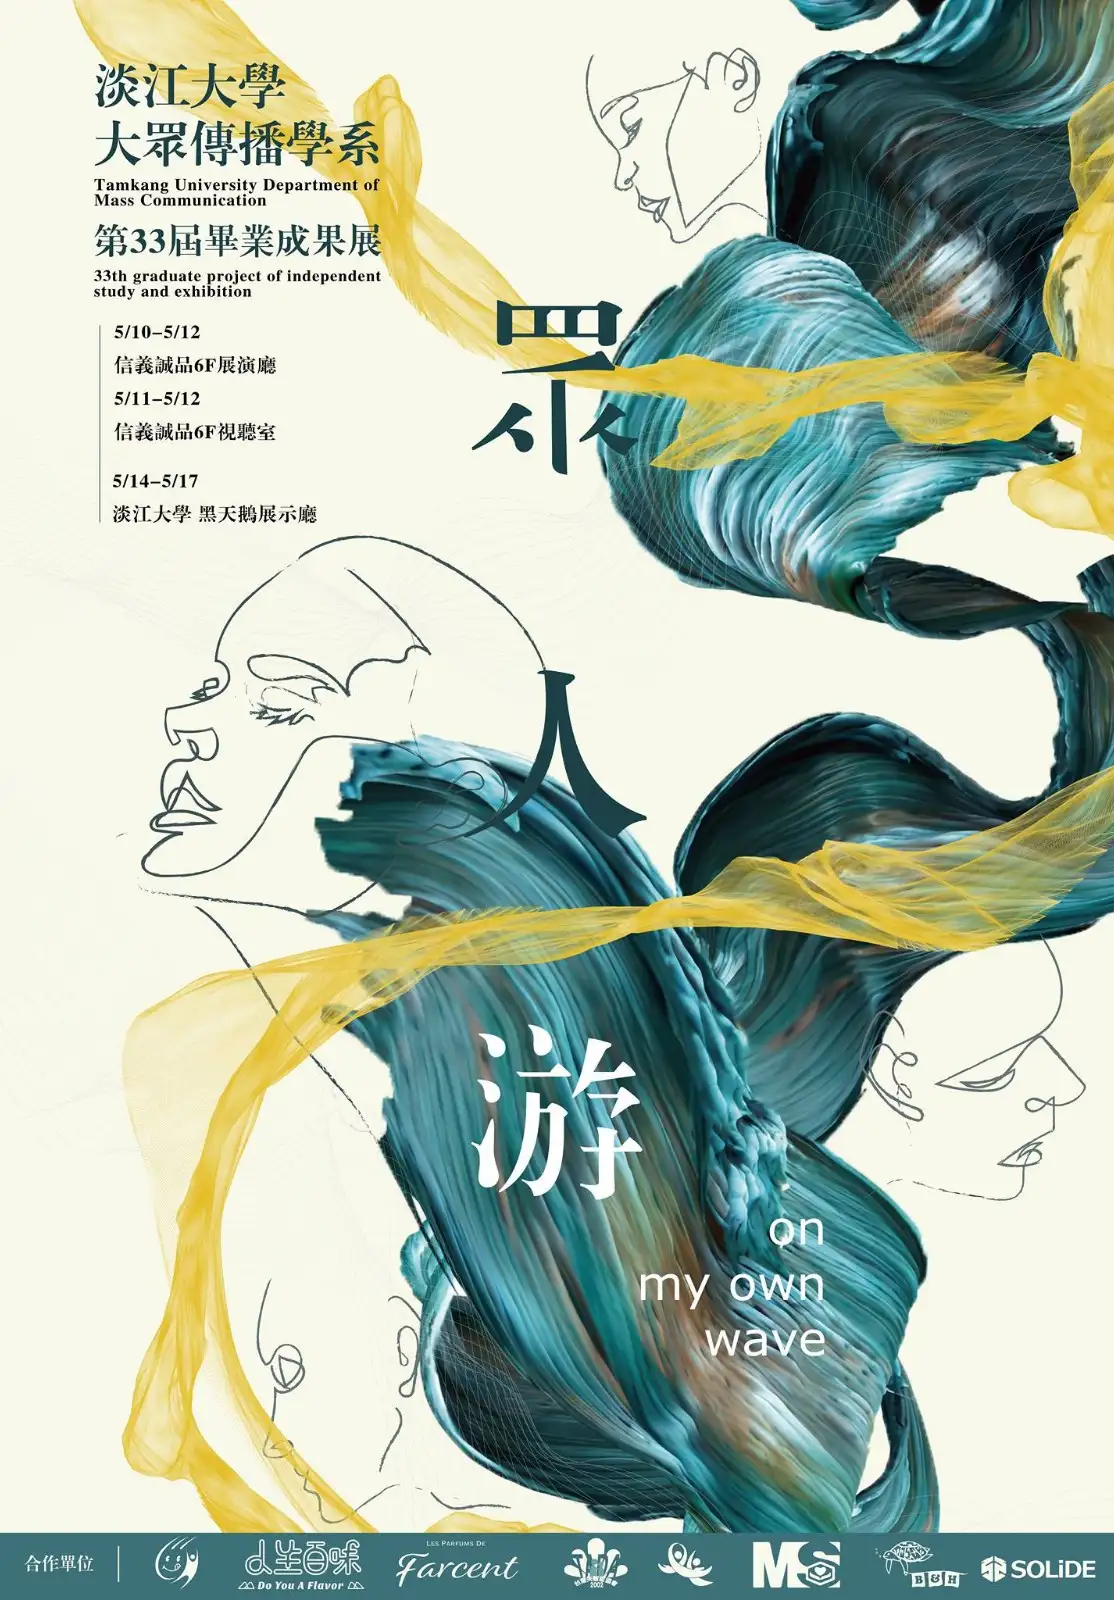 淡江大學
大眾傳播學系
Tamkang University Department of
Mass Communication
第33屆畢業成果展
33th graduate project of independent
study and exhibition
5/10–5/12
信義誠品6F展演廳
5/11–5/12
信義誠品6F視聽室
5/14–5/17
淡江大學 黑天鵝展示廳
眾
人
游
on
my own
wave
合作單位
人生百味
Do You A Flavor
LES PARFUMS DE
Farcent
2002
MS
B&H
SOLiDE